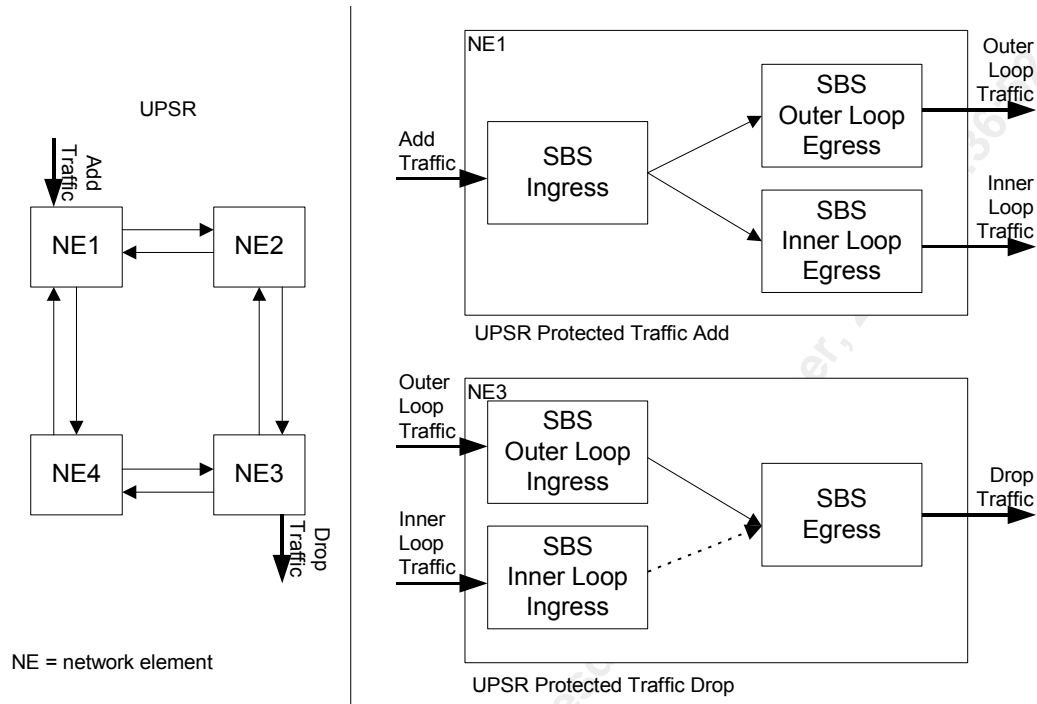 UPSR
Add
Traffic
NE1
NE2
NE4
NE3
Drop
Traffic
NE = network element
NE1
Add
Traffic
SBS
Ingress
SBS
Outer Loop
Egress
SBS
Inner Loop
Egress
Outer
Loop
Traffic
Inner
Loop
Traffic
UPSR Protected Traffic Add
NE3
Outer
Loop
Traffic
SBS
Outer Loop
Ingress
Inner
Loop
Traffic
SBS
Inner Loop
Ingress
SBS
Egress
Drop
Traffic
UPSR Protected Traffic Drop